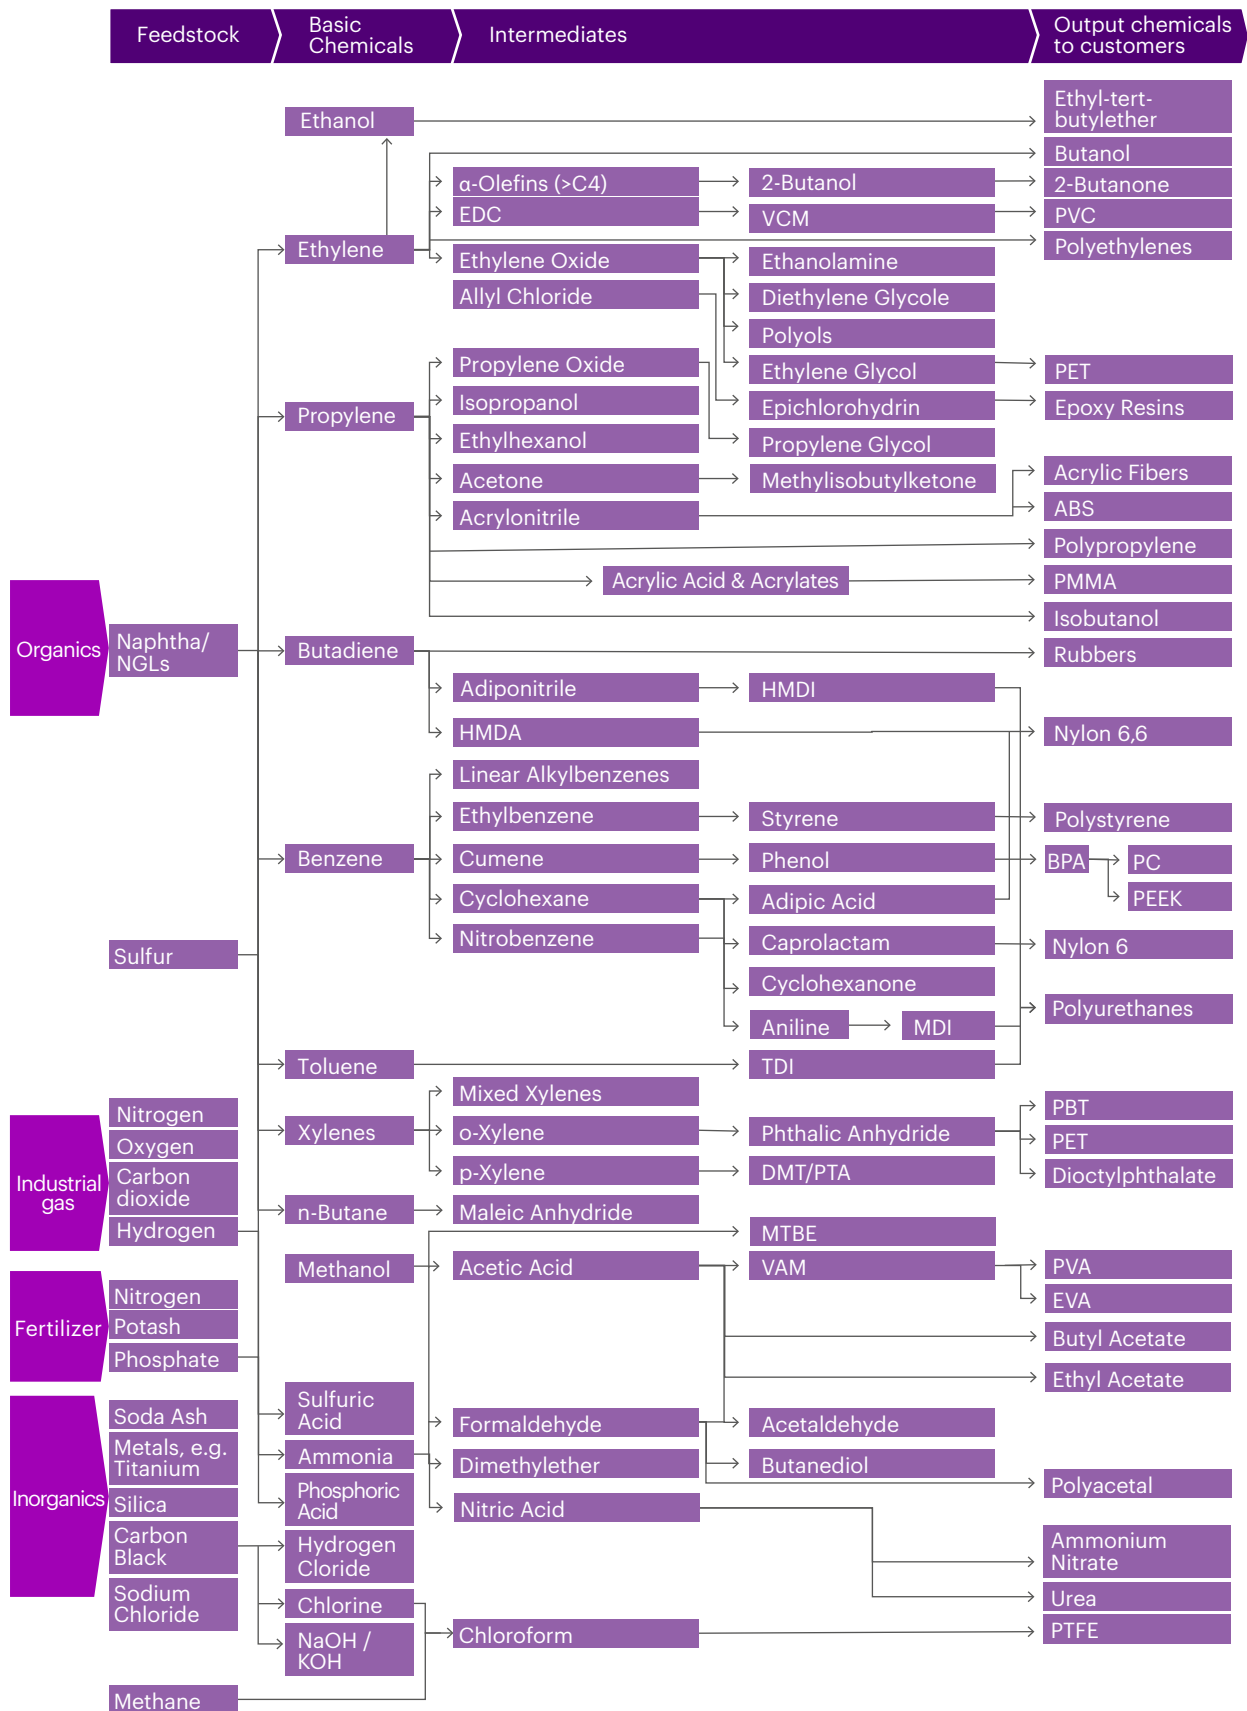 Feedstock
Basic
Chemicals
Intermediates
Output chemicals
to customers
Ethanol
Ethyl-tert-
butylether
Butanol
α-Olefins (>C4)
2-Butanol
2-Butanone
EDC
VCM
PVC
Ethylene
Polyethylenes
Ethylene Oxide
Ethanolamine
Allyl Chloride
Diethylene Glycole
Polyols
Propylene Oxide
Ethylene Glycol
PET
Isopropanol
Epichlorohydrin
Epoxy Resins
Propylene
Ethylhexanol
Propylene Glycol
Acetone
Methylisobutylketone
Acrylic Fibers
Acrylonitrile
ABS
Polypropylene
Acrylic Acid & Acrylates
PMMA
Isobutanol
Organics
Naphtha/
NGLs
Butadiene
Rubbers
Adiponitrile
HMDI
HMDA
Nylon 6,6
Linear Alkylbenzenes
Ethylbenzene
Styrene
Polystyrene
Benzene
Cumene
Phenol
BPA
PC
Cyclohexane
Adipic Acid
PEEK
Nitrobenzene
Caprolactam
Nylon 6
Sulfur
Cyclohexanone
Polyurethanes
Aniline
MDI
Toluene
TDI
Mixed Xylenes
PBT
Nitrogen
Xylenes
o-Xylene
Phthalic Anhydride
PET
Oxygen
p-Xylene
DMT/PTA
Dioctylphthalate
Industrial
gas
Carbon
dioxide
n-Butane
Maleic Anhydride
Hydrogen
MTBE
Methanol
Acetic Acid
VAM
PVA
Nitrogen
EVA
Fertilizer
Potash
Butyl Acetate
Phosphate
Ethyl Acetate
Sulfuric
Acid
Soda Ash
Formaldehyde
Acetaldehyde
Metals, e.g.
Titanium
Ammonia
Dimethylether
Butanediol
Polyacetal
Inorganics
Silica
Phosphoric
Acid
Nitric Acid
Carbon
Black
Hydrogen
Cloride
Ammonium
Nitrate
Sodium
Chloride
Chlorine
Urea
NaOH /
KOH
Chloroform
PTFE
Methane